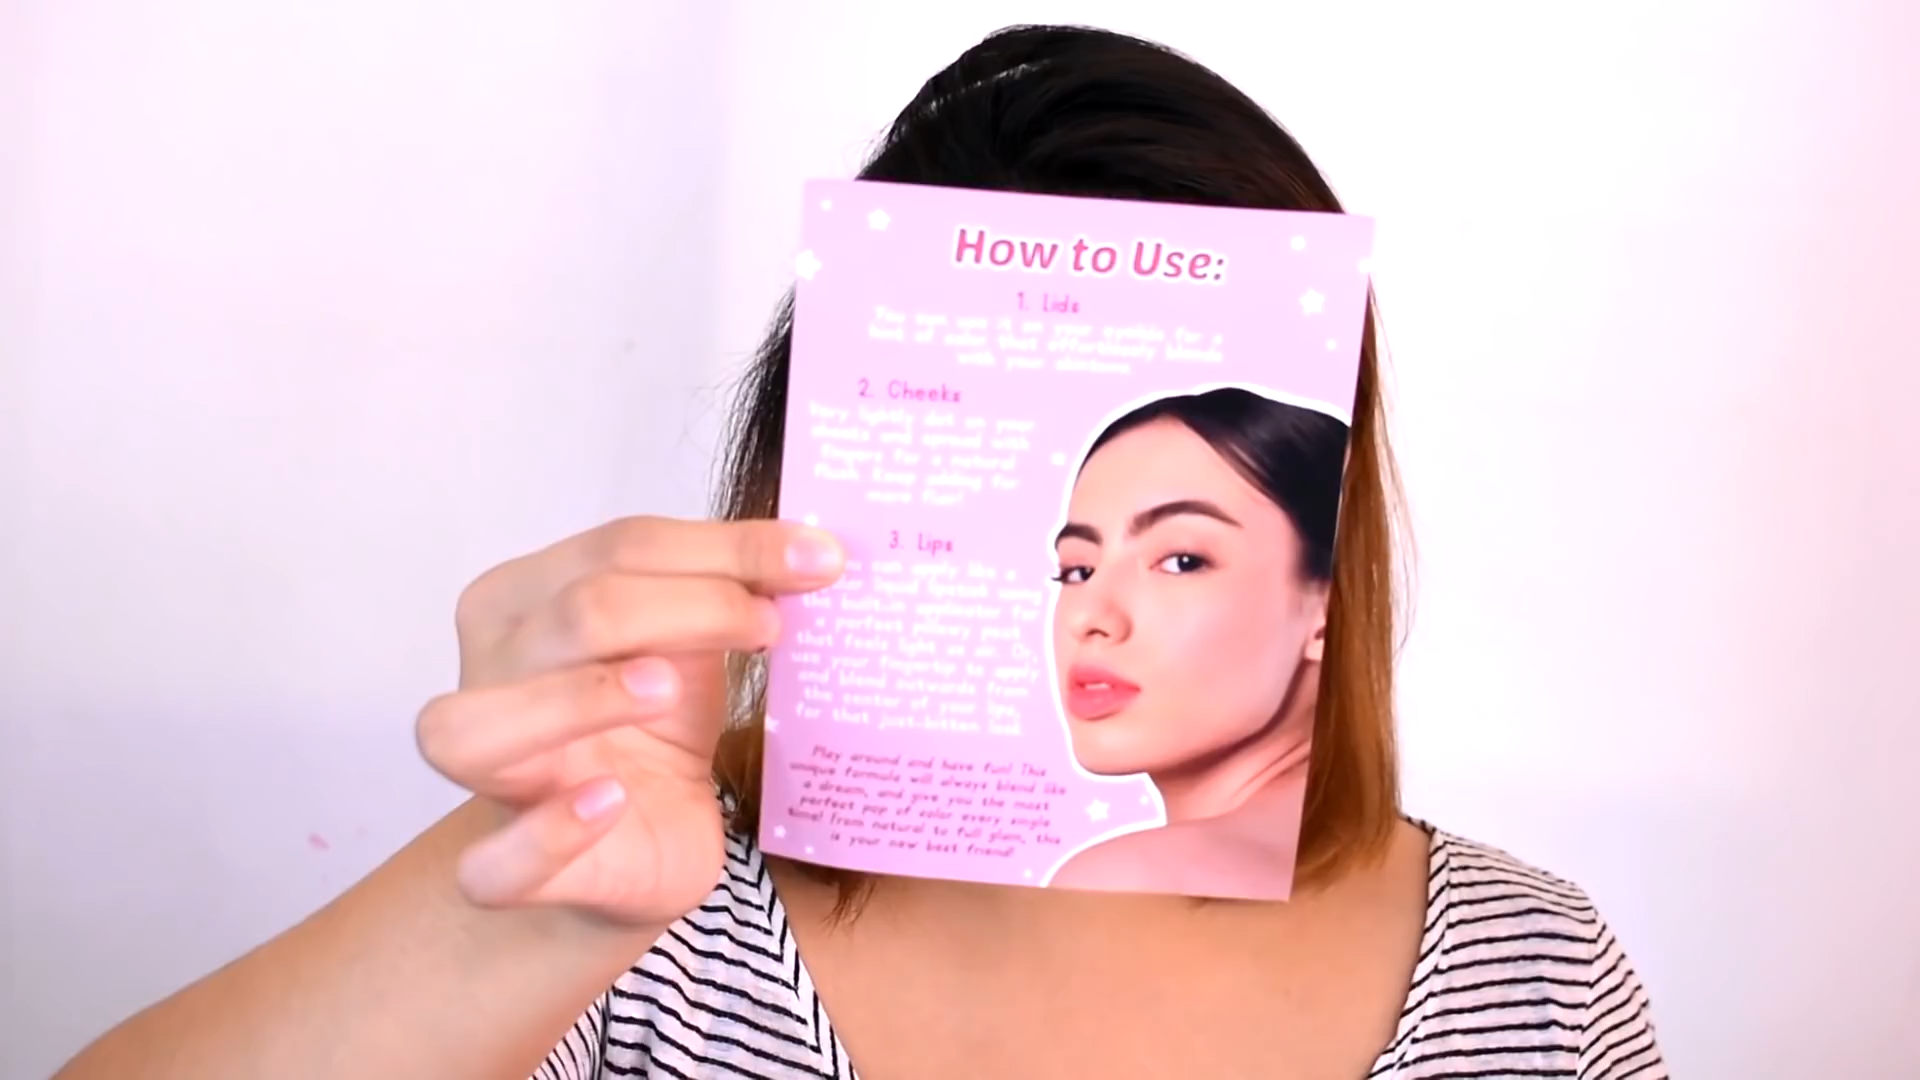 How to Use:
1. Lids
You can use it on your eyelids for a
hint of color that effortlessly blends
with your skintone.
2. Cheeks
Very lightly dot on your
cheeks and spread with
fingers for a natural
flush. Keep adding for
more fun!
3. Lips
can apply like a
liquid lipstick using
the built-in applicator for
a perfect pillowy pout
that feels light as air. Or,
use your fingertip to apply
and blend outwards from
the center of your lips,
for that just-bitten look.
Play around and have fun! This
unique formula will always blend like
a dream, and give you the most
perfect pop of color every single
time! From natural to full glam, this
is your new best friend!